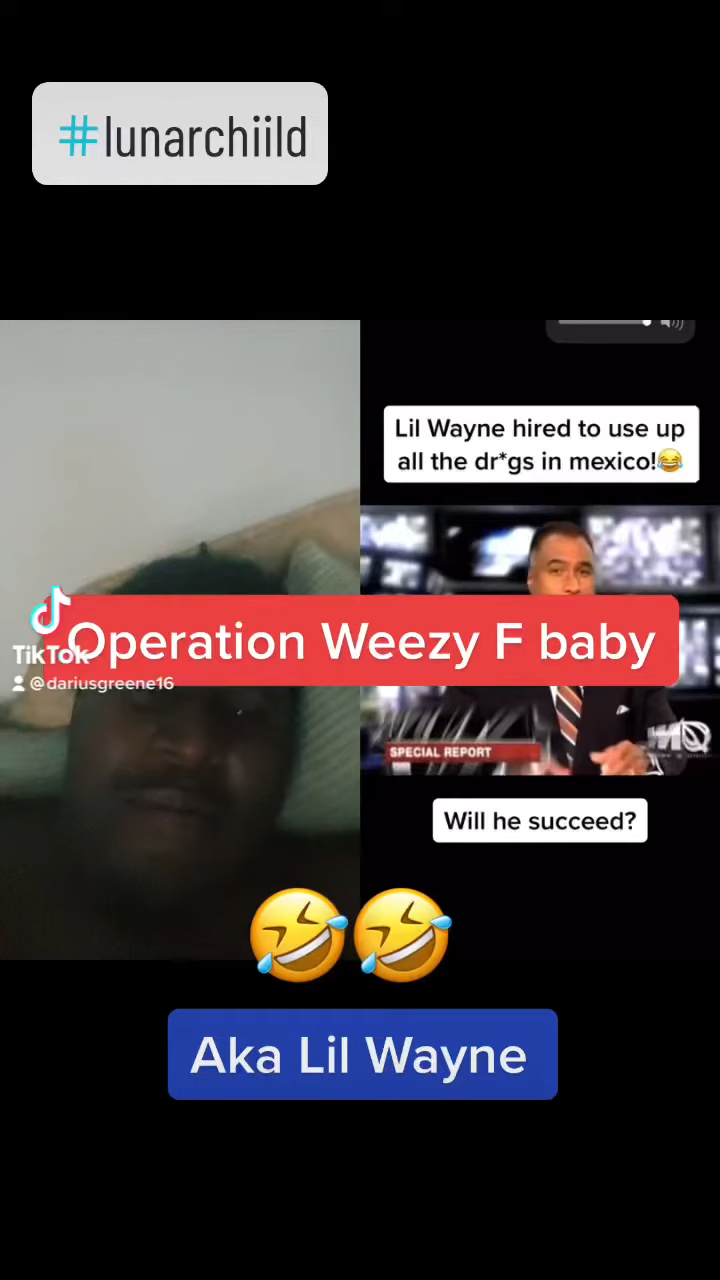 #lunarchiild
Lil Wayne hired to use up
all the dr*gs in mexico!😂
Operation Weezy F baby
TikTok
@dariusgreene16
SPECIAL REPORT
Will he succeed?
🤣🤣
Aka Lil Wayne